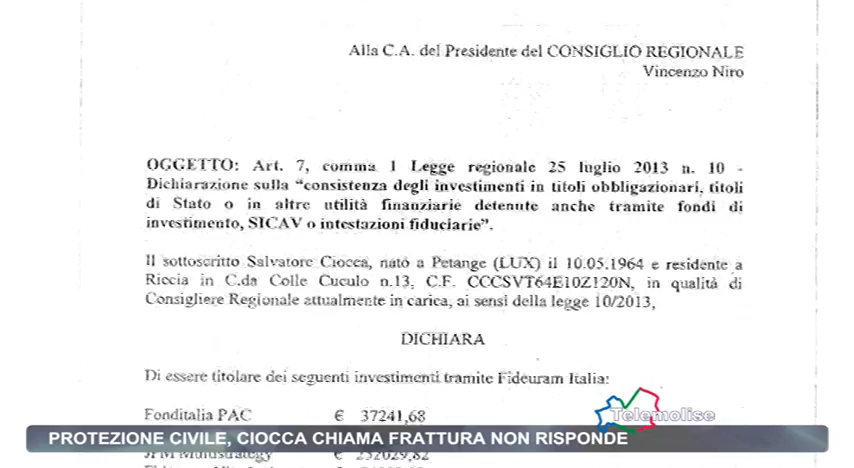 Alla C.A. del Presidente del CONSIGLIO REGIONALE
Vincenzo Niro
OGGETTO: Art. 7, comma 1 Legge regionale 25 luglio 2013 n. 10 -
Dichiarazione sulla “consistenza degli investimenti in titoli obbligazionari, titoli
di Stato o in altre utilità finanziarie detenute anche tramite fondi di
investimento, SICAV o intestazioni fiduciarie”.
Il sottoscritto Salvatore Ciocca, nato a Petange (LUX) il 10.05.1964 e residente a
Riccia in C.da Colle Cuculo n.13, C.F. CCCSVT64E10Z120N, in qualità di
Consigliere Regionale attualmente in carica, ai sensi della legge 10/2013,
DICHIARA
Di essere titolare dei seguenti investimenti tramite Fideuram Italia:
Fonditalia PAC € 37241,68
Telemolise
PROTEZIONE CIVILE, CIOCCA CHIAMA FRATTURA NON RISPONDE
JPM Multistrategy € 252029,82